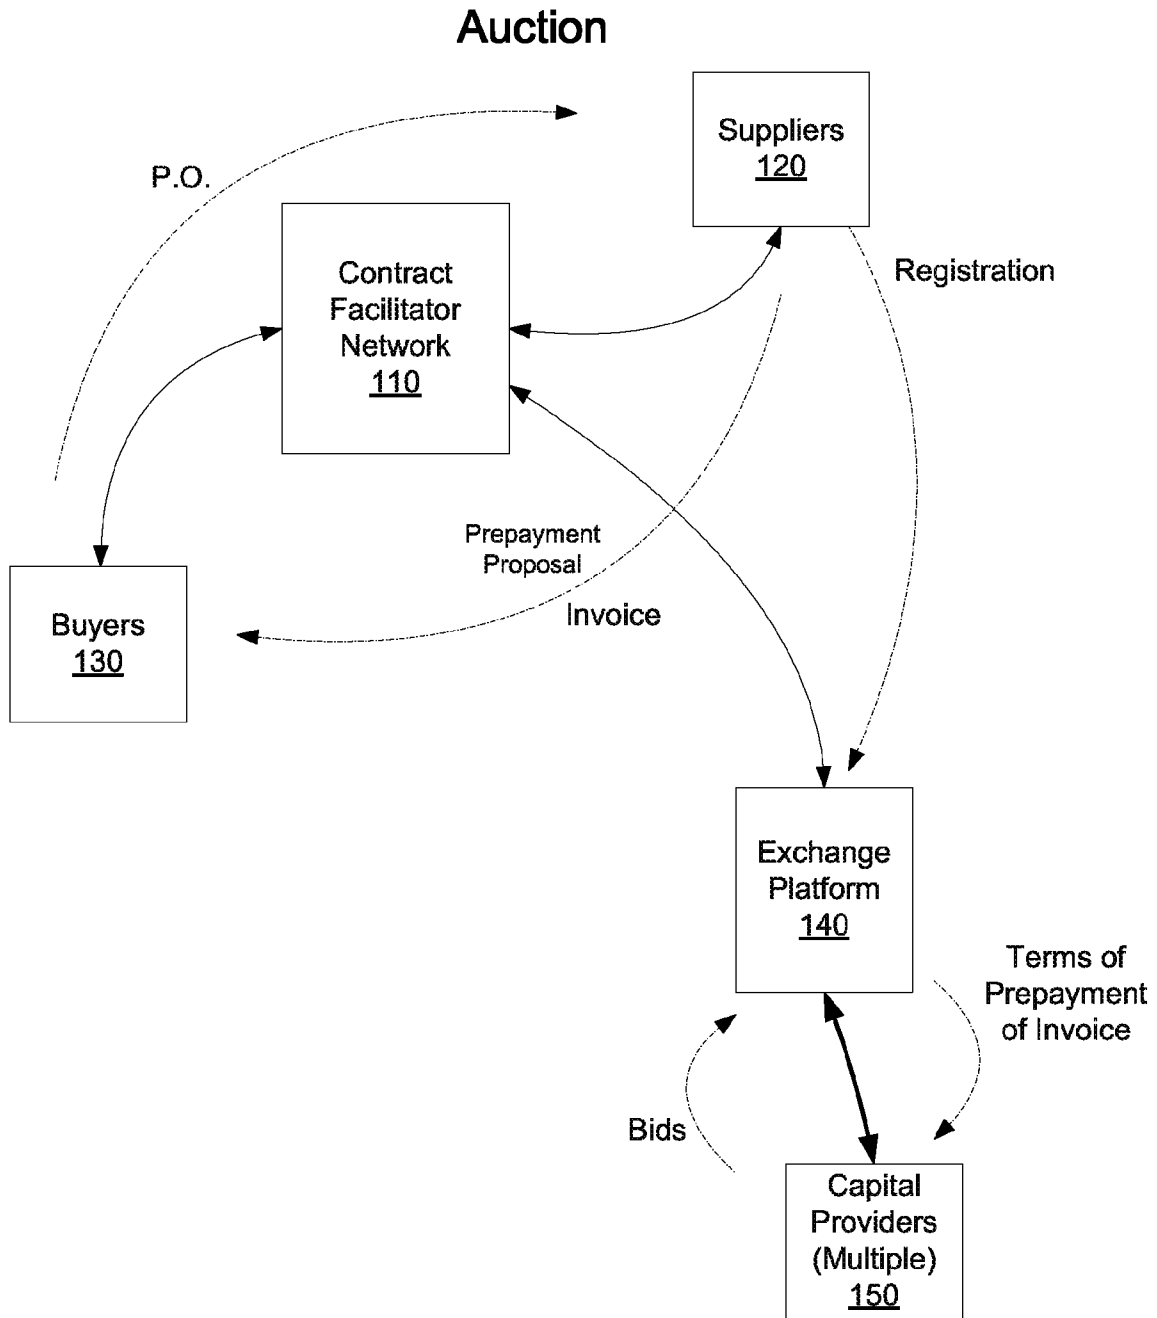 Auction
Suppliers
120
P.O.
Contract
Facilitator
Network
110
Registration
Prepayment
Proposal
Invoice
Buyers
130
Exchange
Platform
140
Terms of
Prepayment
of Invoice
Bids
Capital
Providers
(Multiple)
150